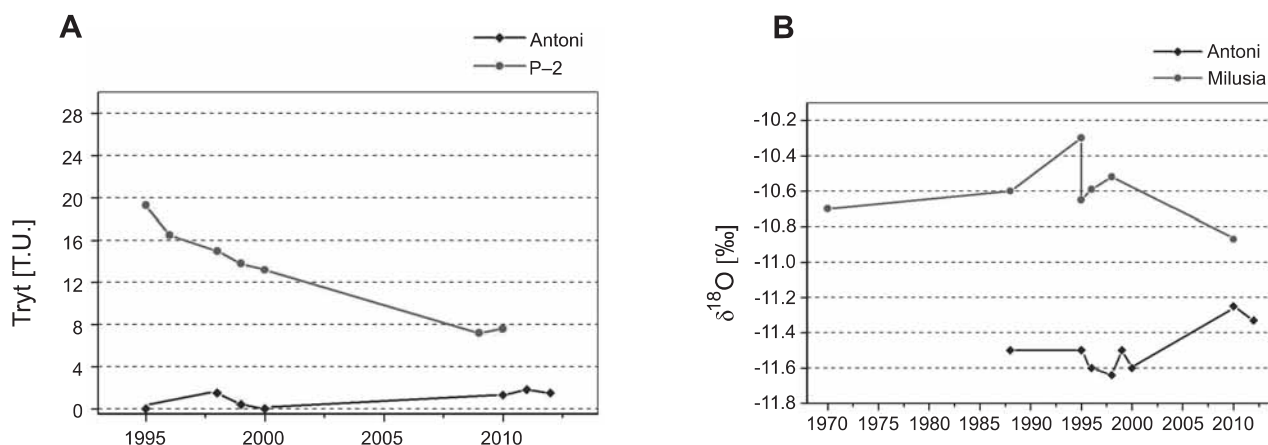 A
Antoni
P–2
28
24
20
16
12
8
4
0
Tryt [T.U.]
1995
2000
2005
2010
B
Antoni
Milusia
-10.2
-10.4
-10.6
-10.8
-11.0
-11.2
-11.4
-11.6
-11.8
δ¹⁸O [‰]
1970 1975 1980 1985 1990 1995 2000 2005 2010